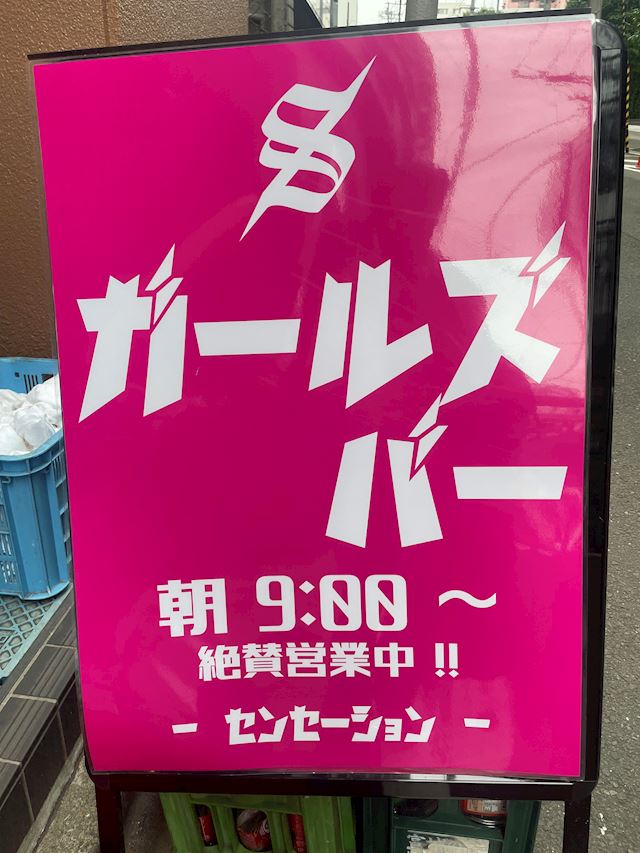 S
ガールズ
バー
朝 9:00 ～
絶賛営業中 !!
- センセーション -